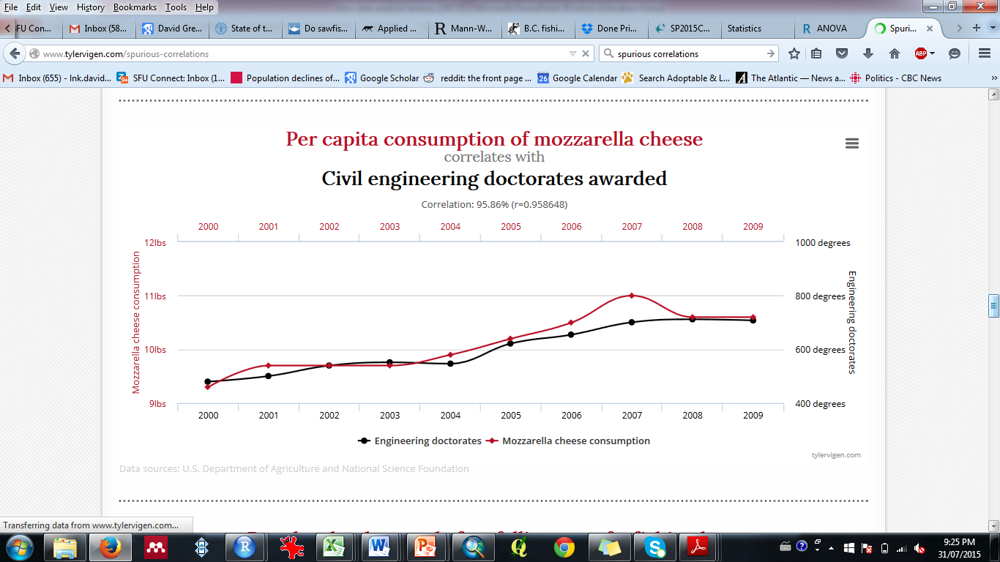 File Edit View History Bookmarks Tools Help
FU Con... Inbox (58... David Gre... State of t... Do sawfis... Applied ... Mann-W... B.C. fishi... Done Pri... SP2015C... Statistics ANOVA Spuri...
www.tylervigen.com/spurious-correlations spurious correlations ABP
Inbox (655) - lnk.david... SFU Connect: Inbox (1... Population declines of... Google Scholar reddit: the front page ... 26 Google Calendar Search Adoptable & L... The Atlantic — News a... Politics - CBC News »
Per capita consumption of mozzarella cheese
correlates with
Civil engineering doctorates awarded
Correlation: 95.86% (r=0.958648)
2000 2001 2002 2003 2004 2005 2006 2007 2008 2009
12lbs 1000 degrees
11lbs 800 degrees
10lbs 600 degrees
9lbs 400 degrees
Mozzarella cheese consumption
Engineering doctorates
2000 2001 2002 2003 2004 2005 2006 2007 2008 2009
Engineering doctorates Mozzarella cheese consumption
tylervigen.com
Data sources: U.S. Department of Agriculture and National Science Foundation
Transferring data from www.tylervigen.com...
9:25 PM
31/07/2015